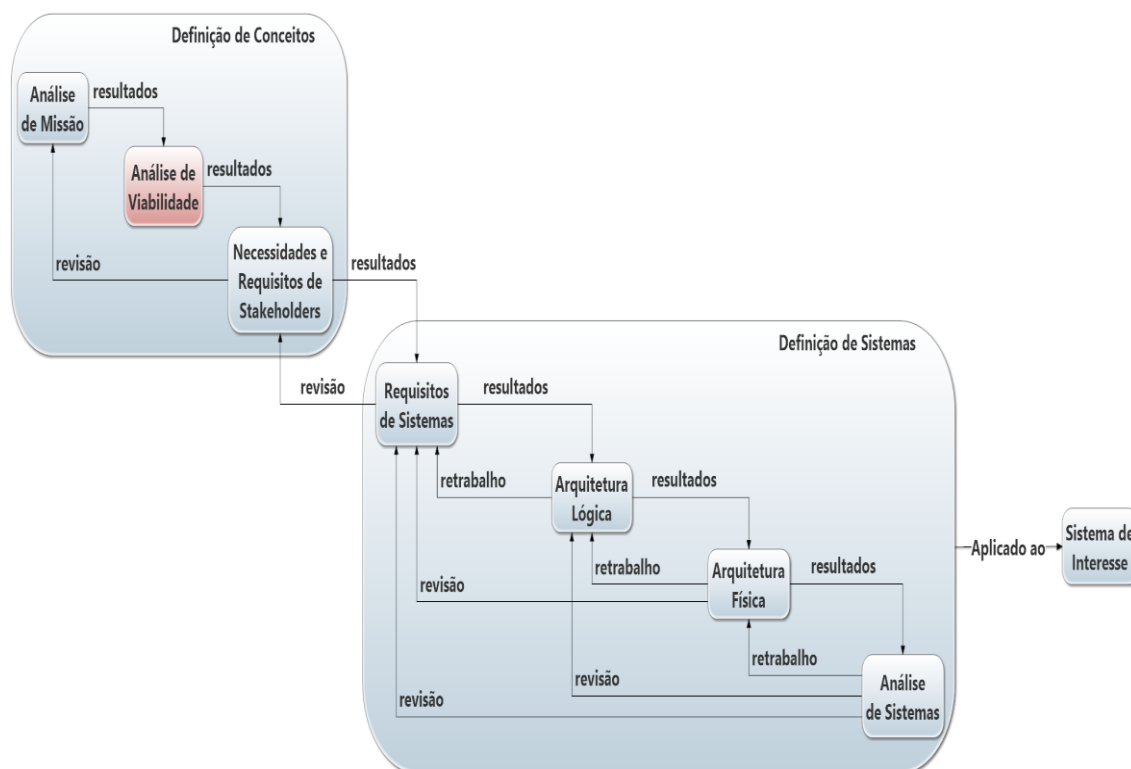 Definição de Conceitos
Análise
de Missão
resultados
Análise de
Viabilidade
resultados
Necessidades e
Requisitos de
Stakeholders
revisão
resultados
Definição de Sistemas
revisão
Requisitos
de Sistemas
resultados
retrabalho
Arquitetura
Lógica
resultados
Aplicado ao
Sistema de
Interesse
revisão
retrabalho
Arquitetura
Física
resultados
retrabalho
revisão
revisão
Análise
de Sistemas